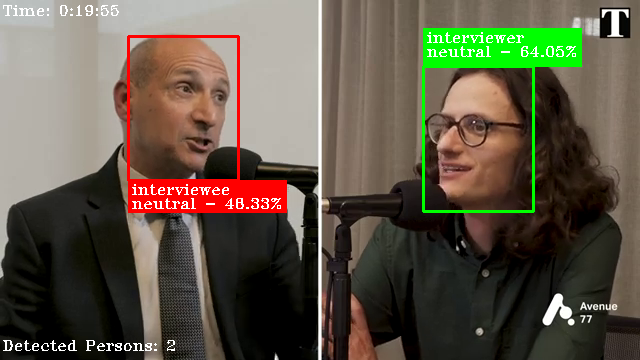 Time: 0:19:55
interviewer
neutral - 64.05%
T
interviewee
neutral - 46.33%
Avenue
77
Detected Persons: 2